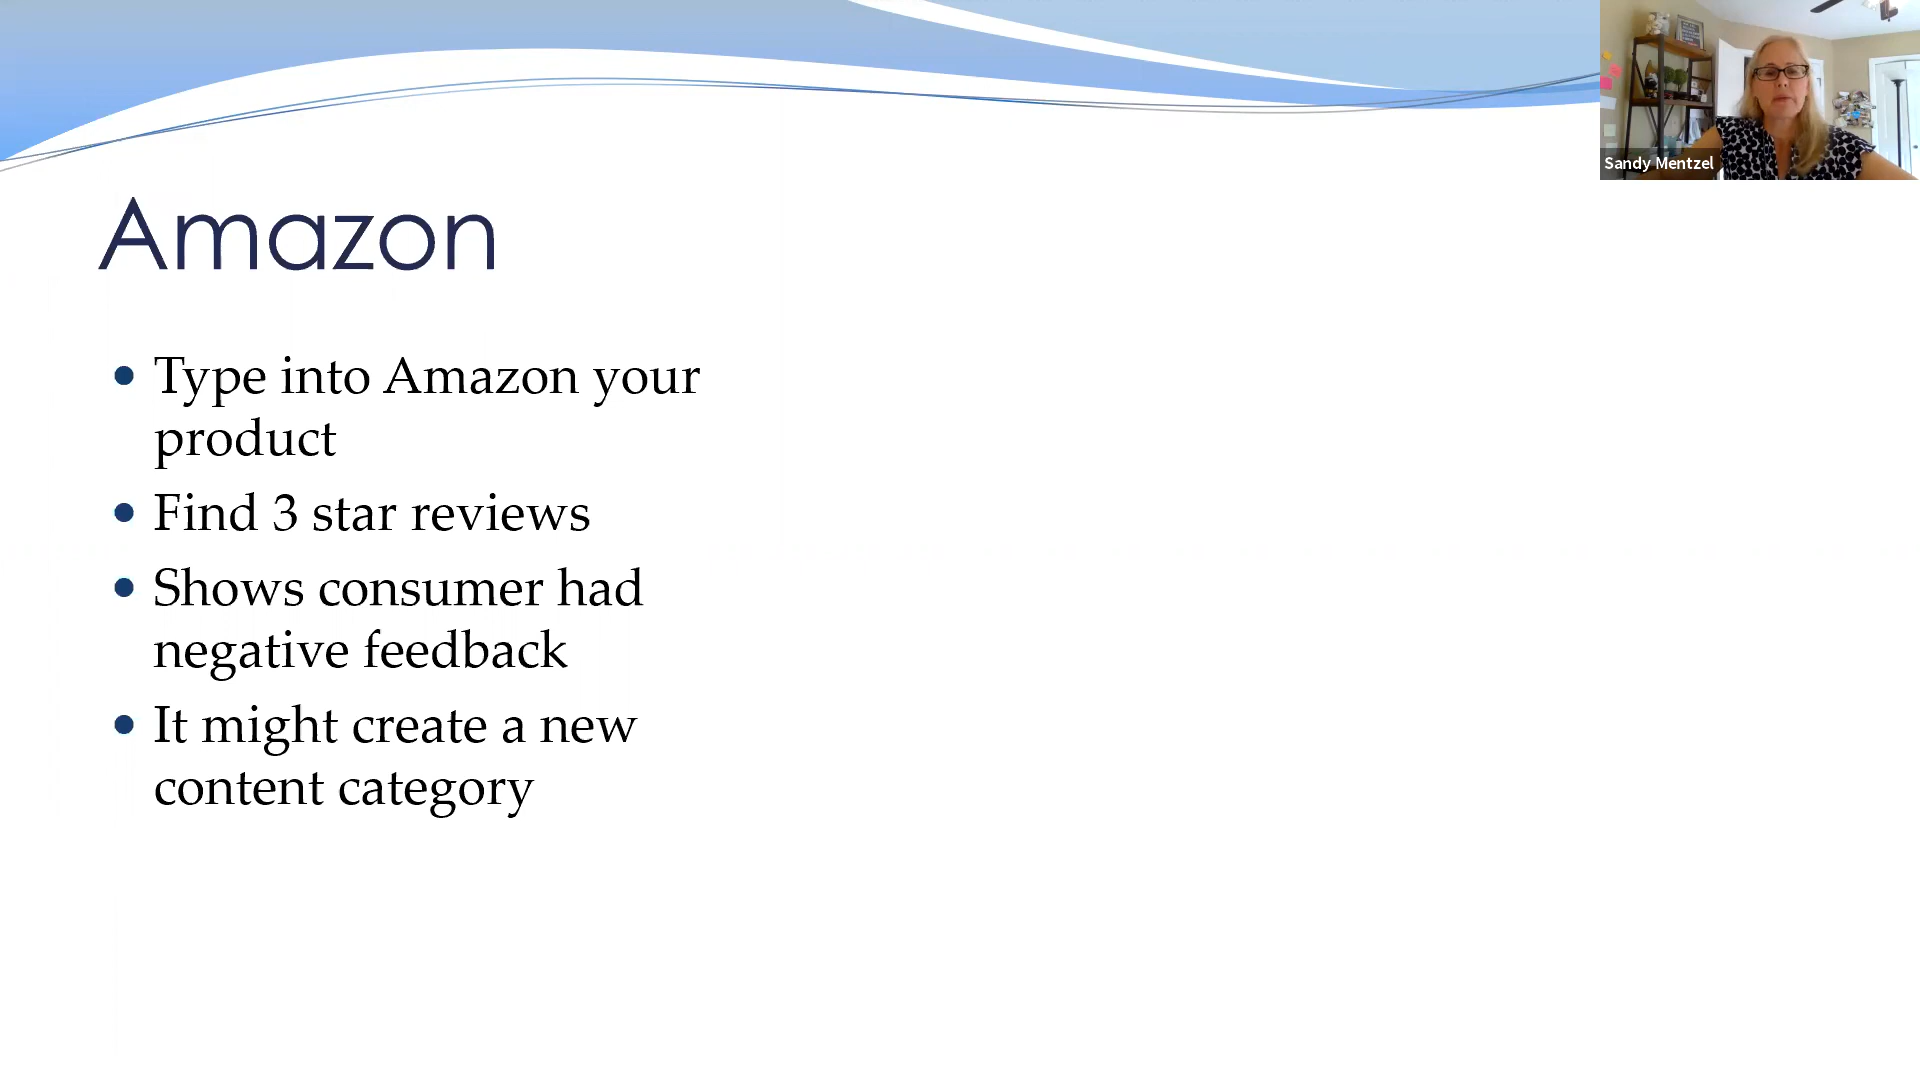 Sandy Mentzel
Amazon
• Type into Amazon your
product
• Find 3 star reviews
• Shows consumer had
negative feedback
• It might create a new
content category